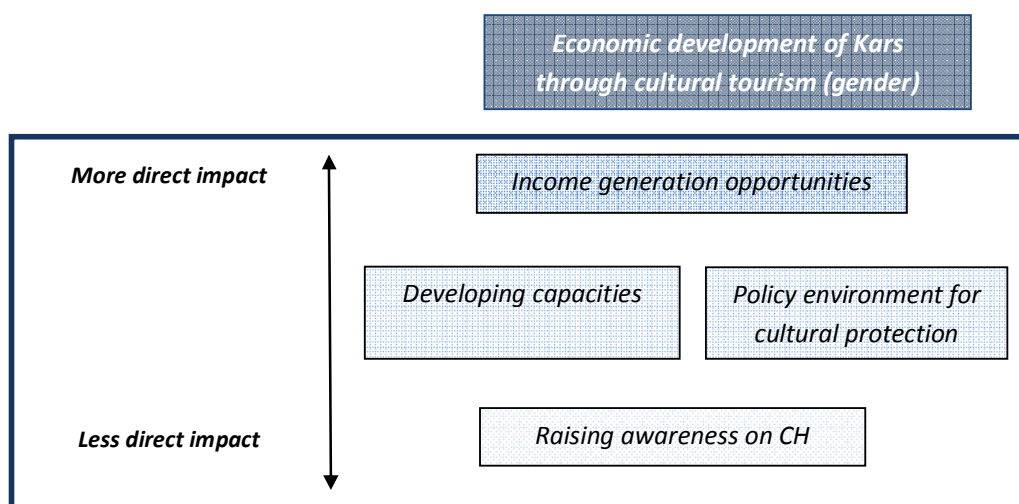 Economic development of Kars
through cultural tourism (gender)
More direct impact
Income generation opportunities
Developing capacities
Policy environment for
cultural protection
Less direct impact
Raising awareness on CH